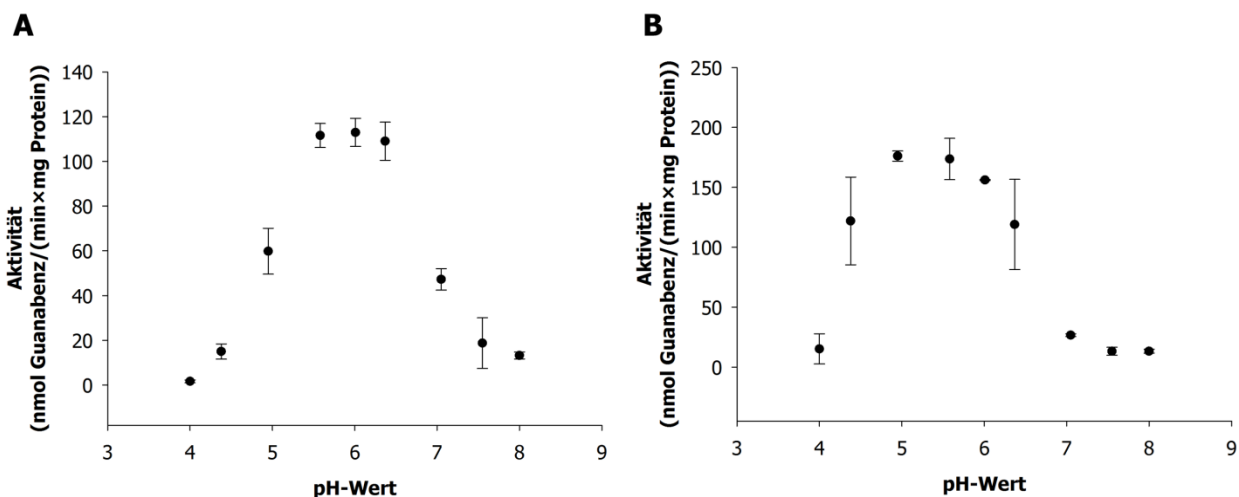 A
Aktivität
(nmol Guanabenz/(min×mg Protein))
140
120
100
80
60
40
20
0
3 4 5 6 7 8 9
pH-Wert
B
Aktivität
(nmol Guanabenz/(min×mg Protein))
250
200
150
100
50
0
3 4 5 6 7 8 9
pH-Wert